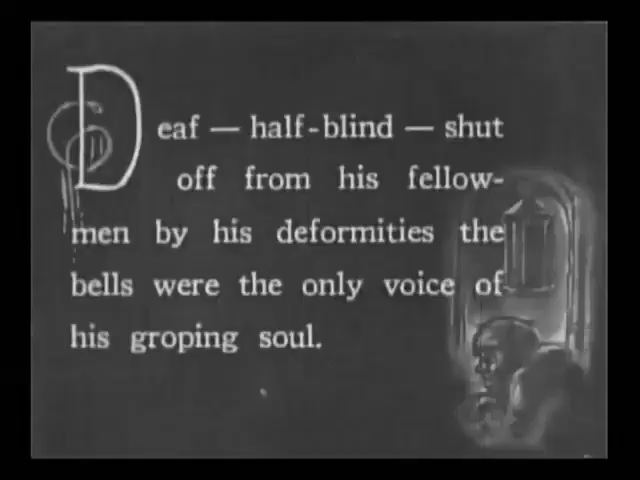 Deaf — half-blind — shut
off from his fellow-
men by his deformities the
bells were the only voice of
his groping soul.